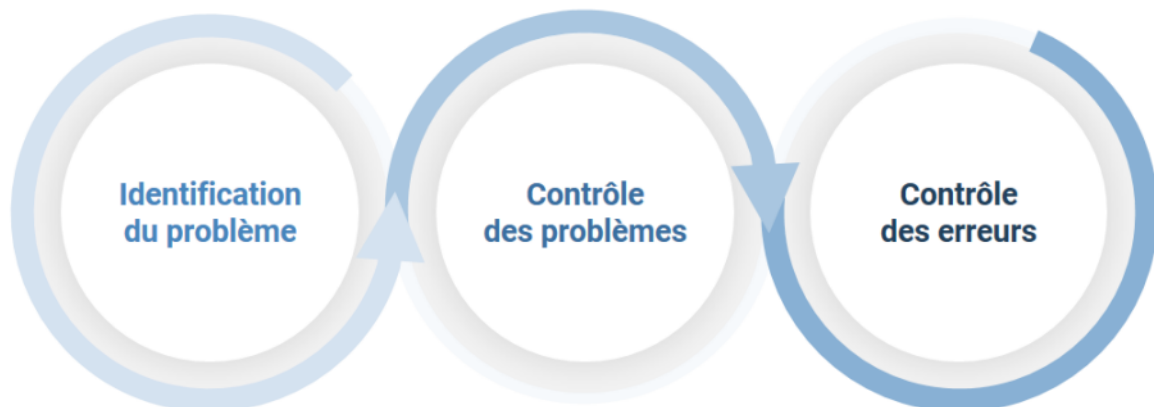 Identification
du problème
Contrôle
des problèmes
Contrôle
des erreurs